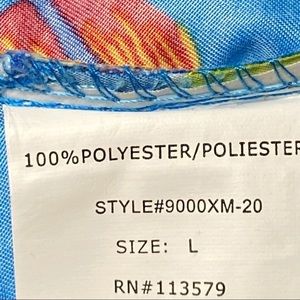 100%POLYESTER/POLIESTER
STYLE#9000XM-20
SIZE: L
RN#113579